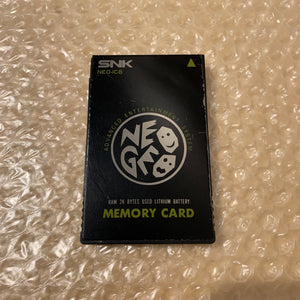 SNK
NEO-IC8
ADVANCED ENTERTAINMENT SYSTEM
NEO
GEO
RAM 2K BYTES USED LITHIUM BATTERY
MEMORY CARD